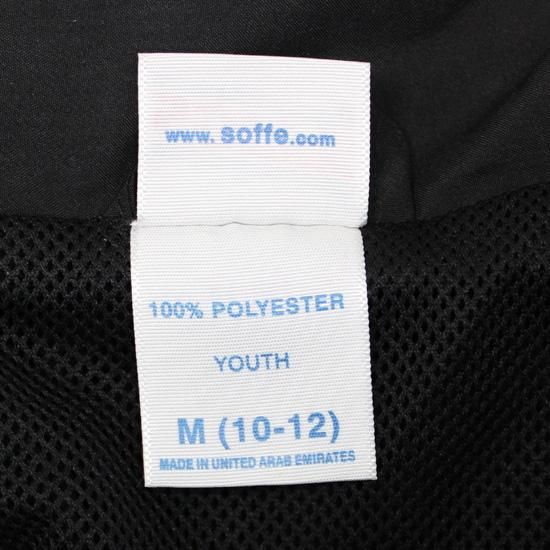 www. soffe.com
100% POLYESTER
YOUTH
M (10-12)
MADE IN UNITED ARAB EMIRATES